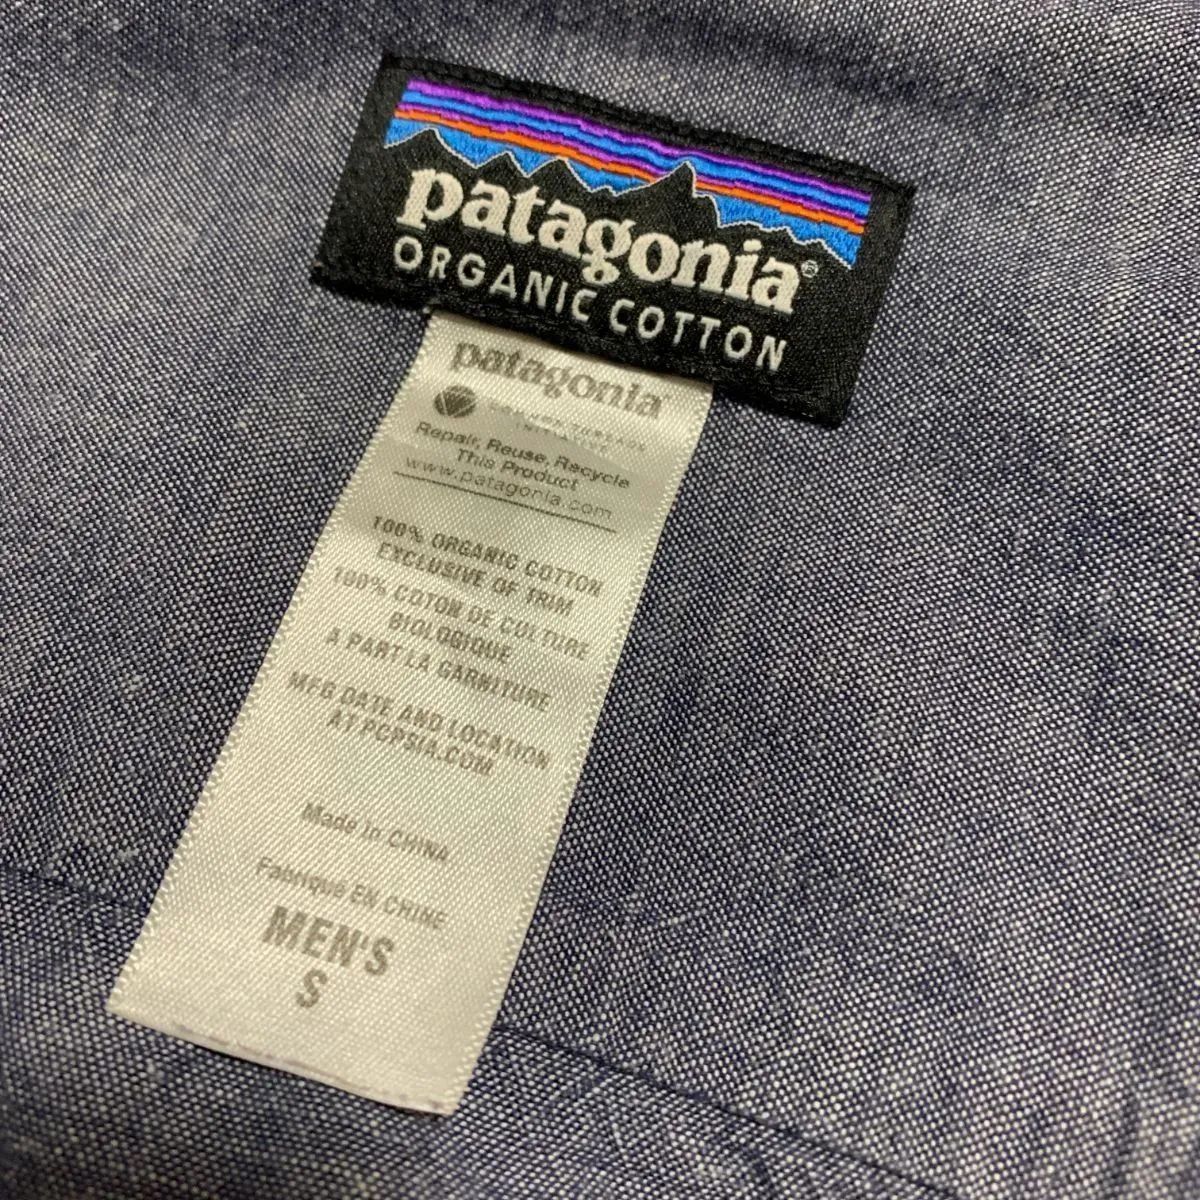 patagonia®
ORGANIC COTTON
patagonia
Repair, Reuse, Recycle
This Product
www.patagonia.com
100% ORGANIC COTTON
EXCLUSIVE OF TRIM
100% COTON DE CULTURE
BIOLOGIQUE
A PART LA GARNITURE
MFG DATE AND LOCATION
AT PCPSIA.COM
Made in CHINA
Fabriqué EN CHINE
MEN'S
S